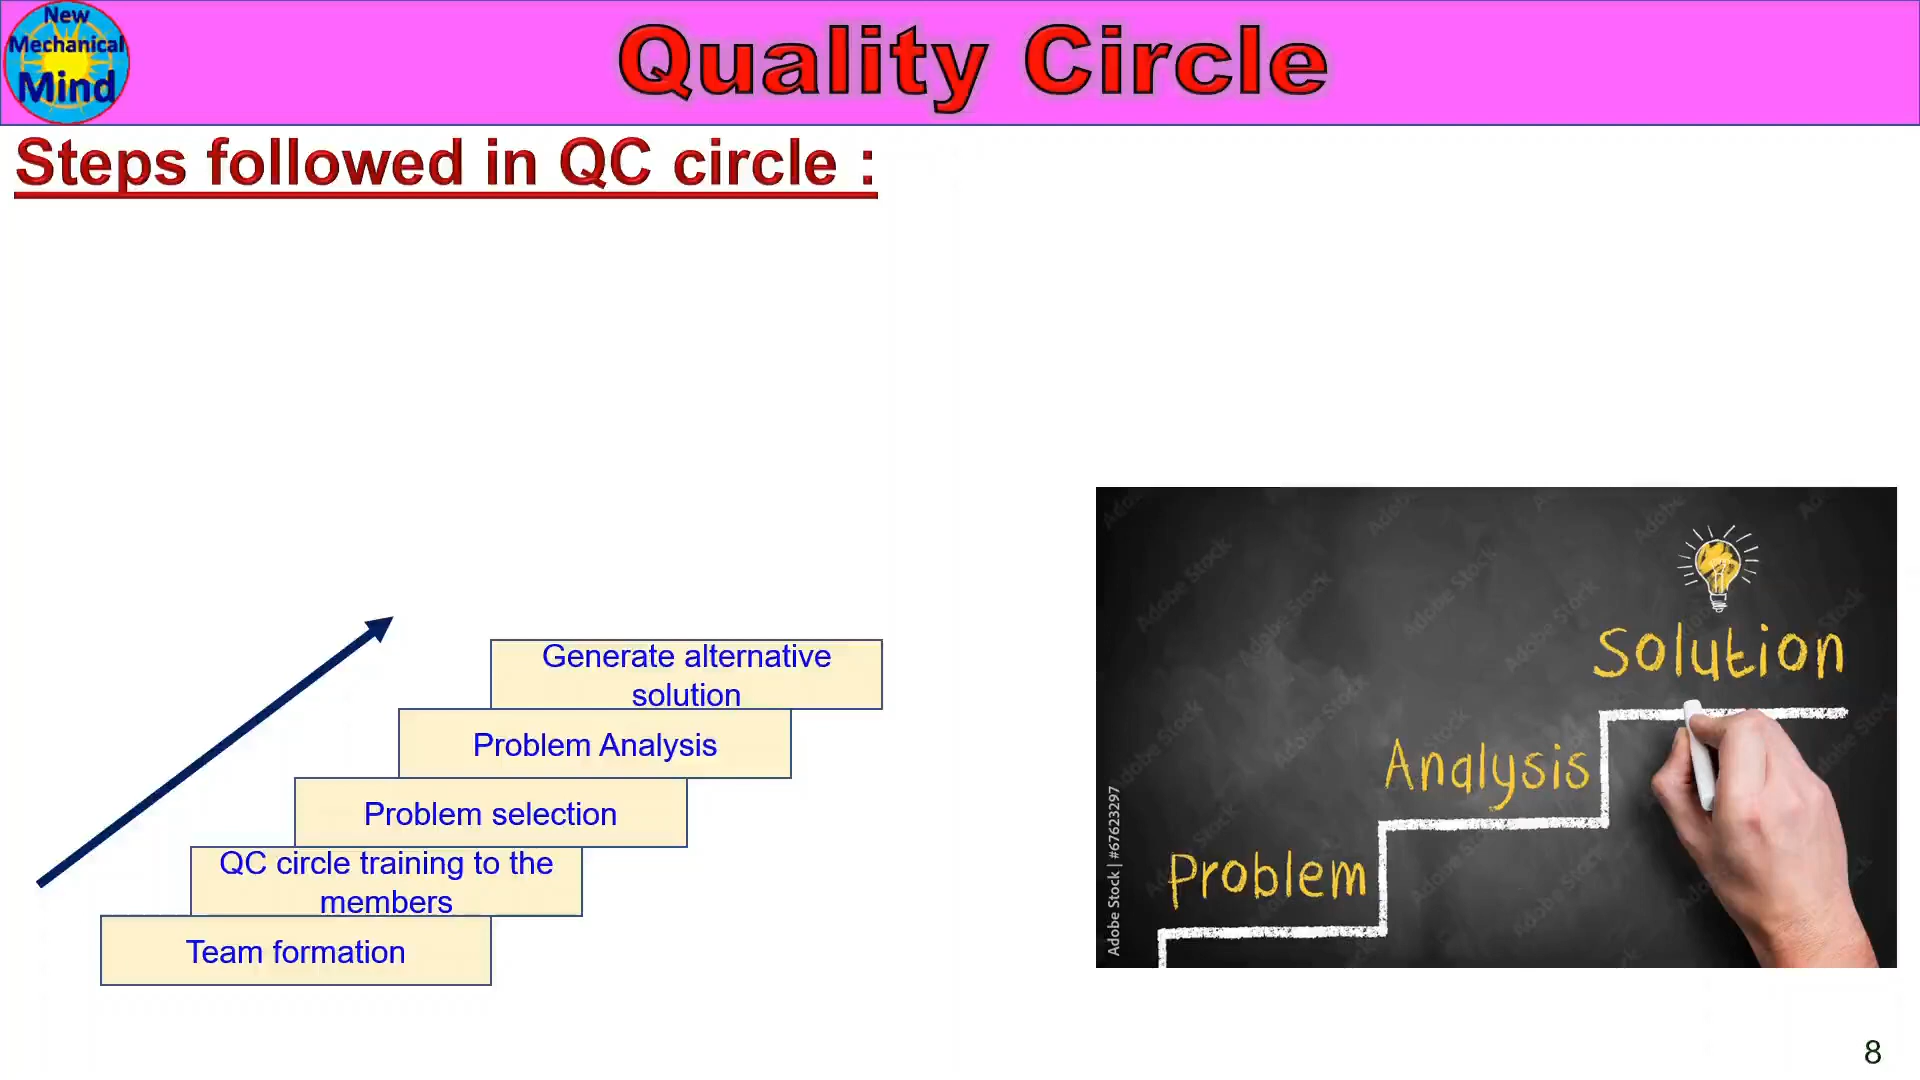 New
Mechanical
Mind
Quality Circle
Steps followed in QC circle :
Generate alternative
solution
Problem Analysis
Problem selection
QC circle training to the
members
Team formation
Solution
Analysis
Problem
Adobe Stock | #67623297
8